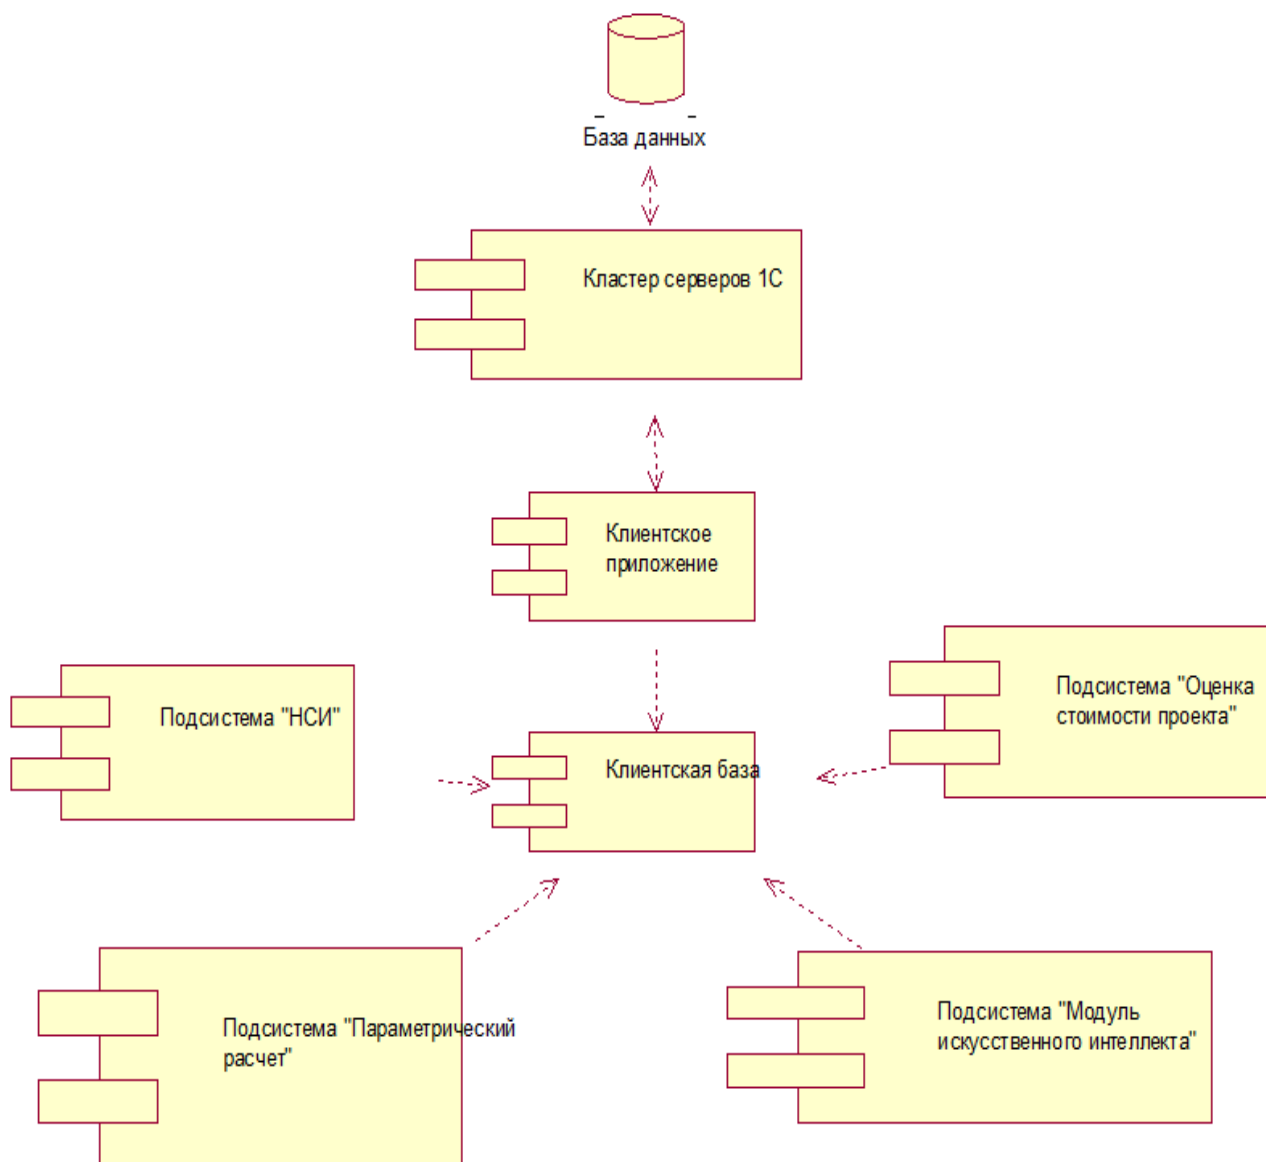 База данных
Кластер серверов 1С
Клиентское
приложение
Подсистема "НСИ"
Подсистема "Оценка
стоимости проекта"
Клиентская база
Подсистема "Параметрический
расчет"
Подсистема "Модуль
искусственного интеллекта"